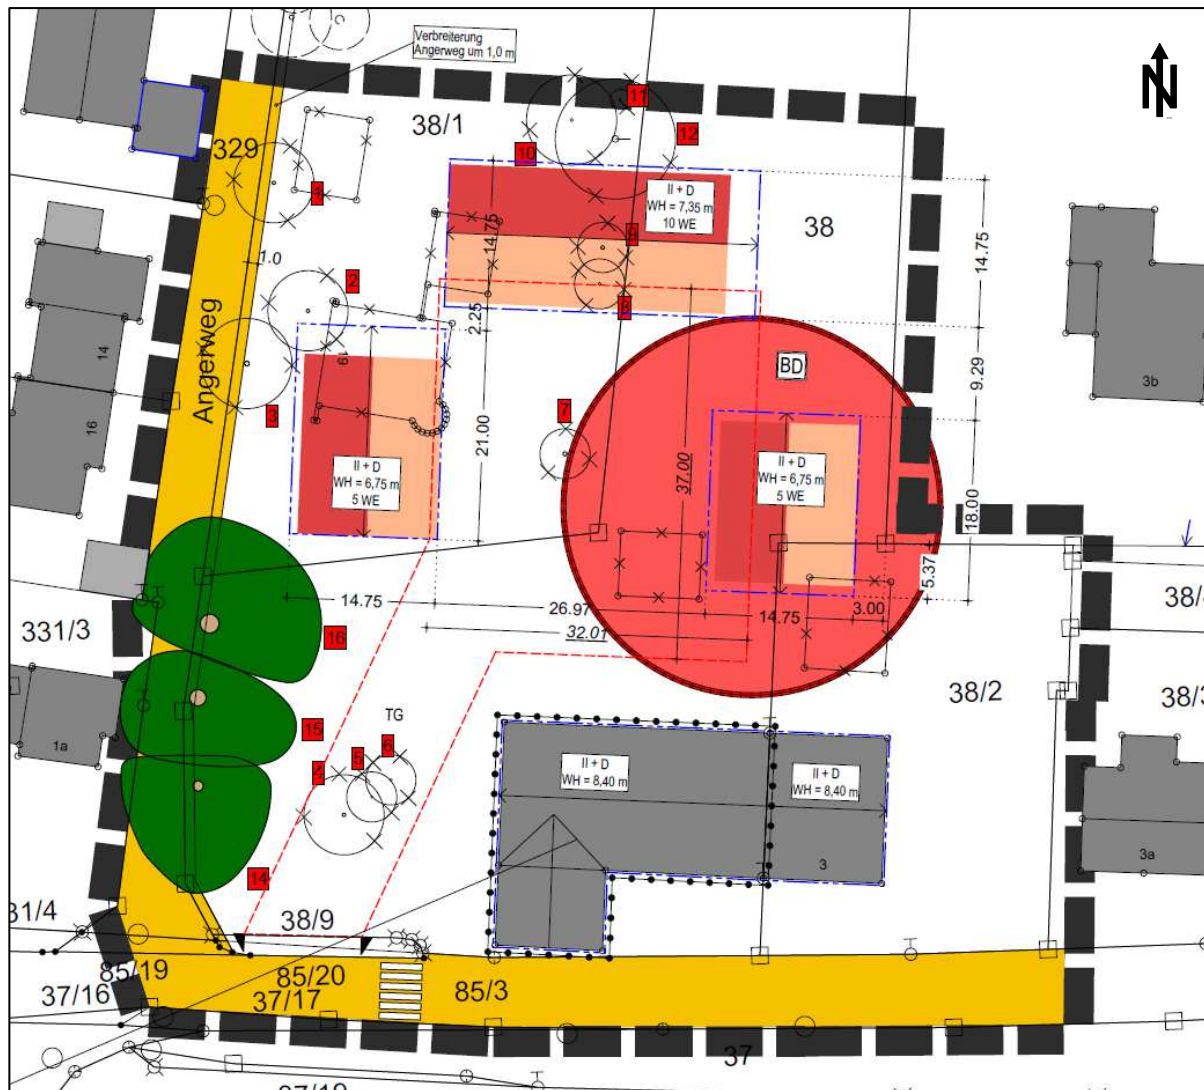 Verbreiterung
Angerweg um 1,0 m
N
38/1
11
12
329
10
1
II + D
WH = 7,35 m
10 WE
38
14.75
14.75
9
1.0
2
8
2.25
3b
Angerweg
14
19
BD
9.29
3
7
16
21.00
II + D
WH = 6,75 m
5 WE
37.00
II + D
WH = 6,75 m
5 WE
18.00
5.37
14.75
26.97
14.75
3.00
32.01
331/3
16
38/2
1a
15
TG
6
5
4
II + D
WH = 8,40 m
II + D
WH = 8,40 m
3
3a
14
38/9
85/19
85/20
37/16
37/17
85/3
37